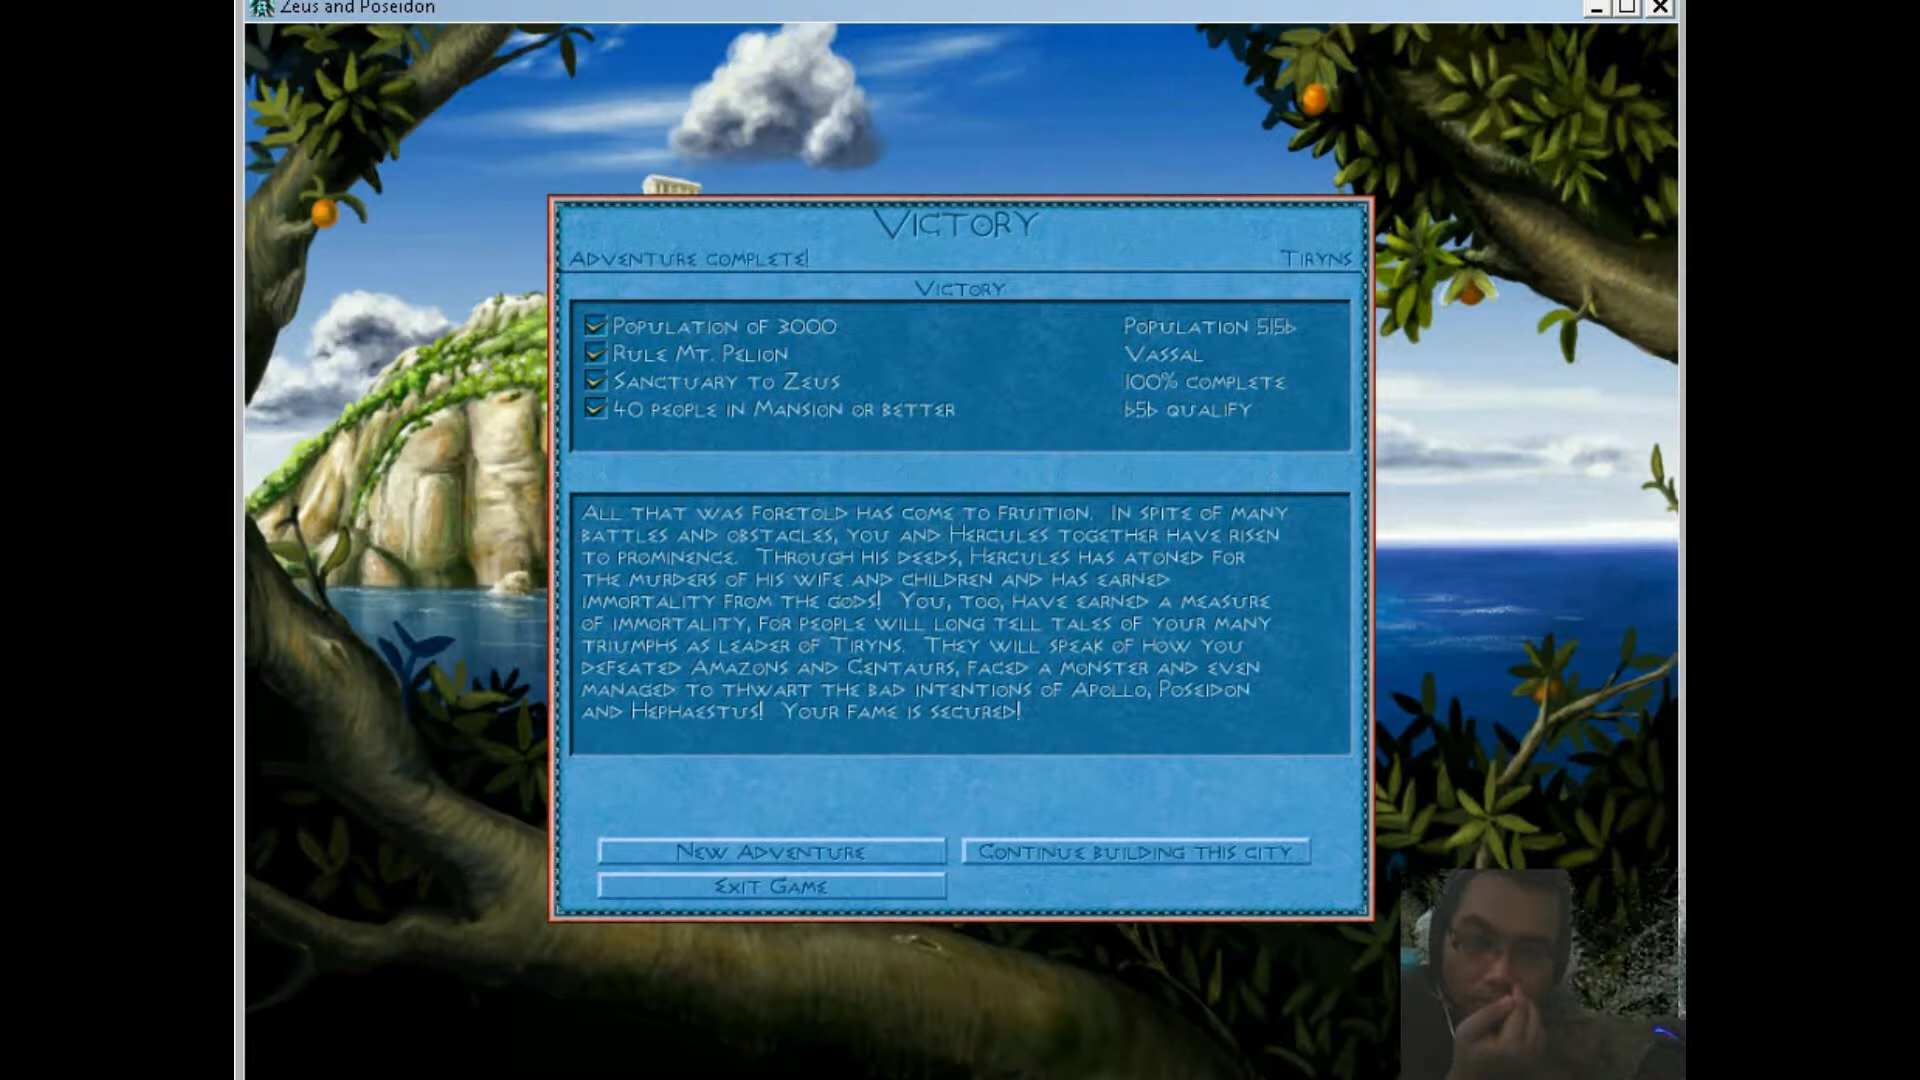 Zeus and Poseidon
Victory
Adventure complete!
Tiryns
Victory
Population of 3000
Population 5156
Rule Mt. Pelion
Vassal
Sanctuary to Zeus
100% complete
40 people in Mansion or better
656 qualify
All that was foretold has come to fruition. In spite of many
battles and obstacles, you and Hercules together have risen
to prominence. Through his deeds, Hercules has atoned for
the murders of his wife and children and has earned
immortality from the gods! You, too, have earned a measure
of immortality, for people will long tell tales of your many
triumphs as leader of Tiryns. They will speak of how you
defeated Amazons and Centaurs, faced a monster and even
managed to thwart the bad intentions of Apollo, Poseidon
and Hephaestus! Your fame is secured!
New Adventure
Continue building this city
Exit Game